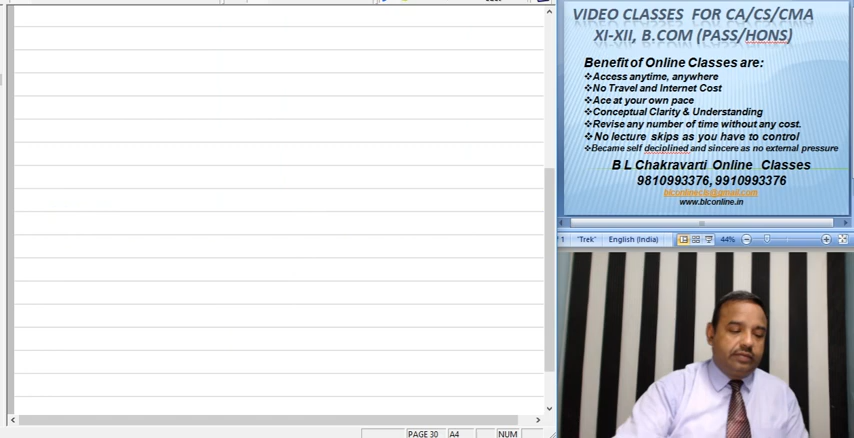 VIDEO CLASSES FOR CA/CS/CMA
XI-XII, B.COM (PASS/HONS)
Benefit of Online Classes are:
❖Access anytime, anywhere
❖No Travel and Internet Cost
❖Ace at your own pace
❖Conceptual Clarity & Understanding
❖Revise any number of time without any cost.
❖No lecture skips as you have to control
❖Became self deciolined and sincere as no external pressure
B L Chakravarti Online Classes
9810993376, 9910993376
www.blconline.in
1 "Trek" English (India) 44%
PAGE 30 A4 NUM